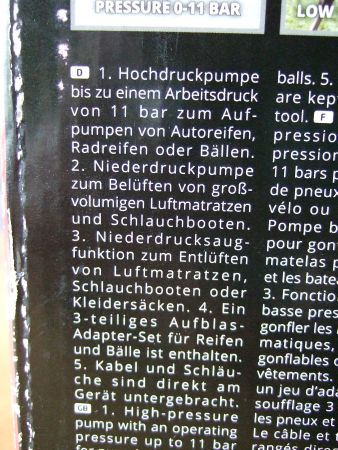 PRESSURE 0-11 BAR
LOW
D 1. Hochdruckpumpe
bis zu einem Arbeitsdruck
von 11 bar zum Auf-
pumpen von Autoreifen,
Radreifen oder Bällen.
2. Niederdruckpumpe
zum Belüften von groß-
volumigen Luftmatratzen
und Schlauchbooten.
3. Niederdrucksaug-
funktion zum Entlüften
von Luftmatratzen,
Schlauchbooten oder
Kleidersäcken. 4. Ein
3-teiliges Aufblas-
Adapter-Set für Reifen
und Bälle ist enthalten.
5. Kabel und Schläu-
che sind direkt am
Gerät untergebracht.
GB - 1. High-pressure
pump with an operating
pressure up to 11 bar
balls. 5.
are kep
tool. F
pressio
pression
11 bars p
de pneux
vélo ou
Pompe b
pour gon
matelas p
et les bate
3. Fonctio
basse pres
gonfler les
matiques,
gonflables
vêtements.
un jeu d'ada
soufflage 3
les pneux et
Le câble et t
rangés direc